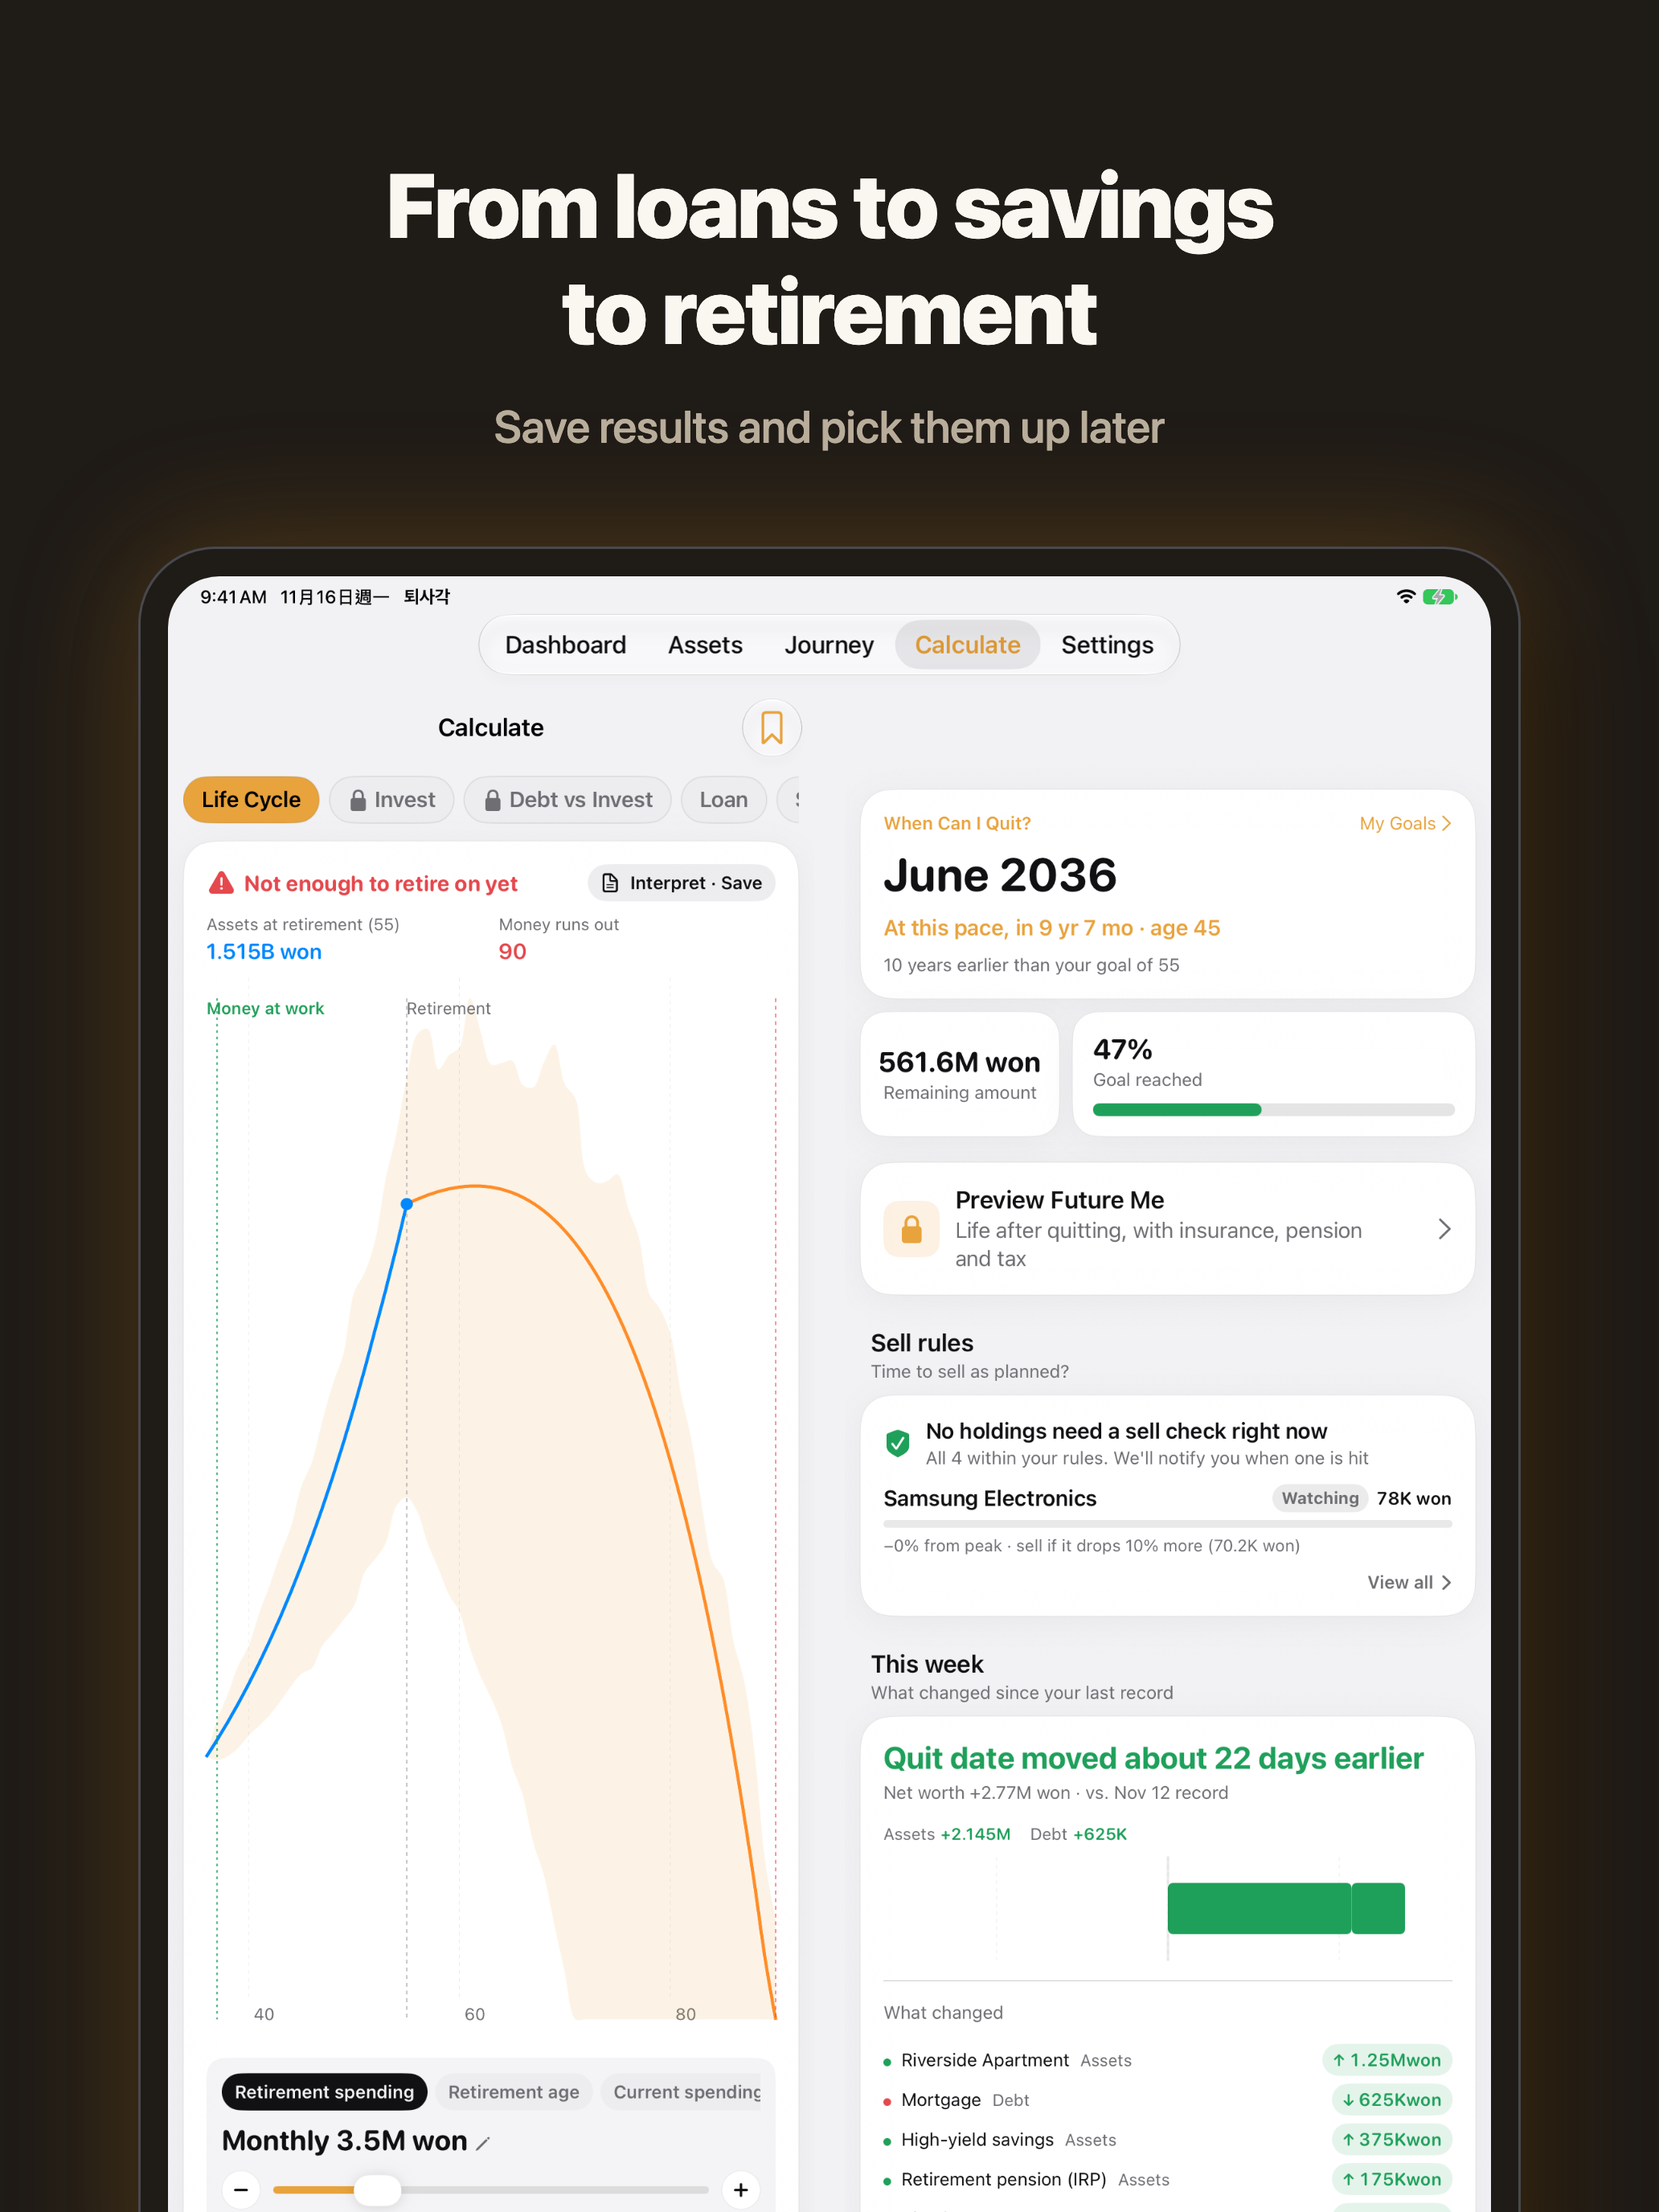 From loans to savings
to retirement
Save results and pick them up later
9:41 AM 11月16日週一 퇴사각
Dashboard Assets Journey Calculate Settings
Calculate
Life Cycle Invest Debt vs Invest Loan
Not enough to retire on yet
Interpret · Save
Assets at retirement (55)
1.515B won
Money runs out
90
Money at work
Retirement
40 60 80
Retirement spending Retirement age Current spending
Monthly 3.5M won
When Can I Quit?
My Goals
June 2036
At this pace, in 9 yr 7 mo · age 45
10 years earlier than your goal of 55
561.6M won
Remaining amount
47%
Goal reached
Preview Future Me
Life after quitting, with insurance, pension
and tax
Sell rules
Time to sell as planned?
No holdings need a sell check right now
All 4 within your rules. We'll notify you when one is hit
Samsung Electronics Watching 78K won
−0% from peak · sell if it drops 10% more (70.2K won)
View all
This week
What changed since your last record
Quit date moved about 22 days earlier
Net worth +2.77M won · vs. Nov 12 record
Assets +2.145M Debt +625K
What changed
Riverside Apartment Assets ↑ 1.25Mwon
Mortgage Debt ↓ 625Kwon
High-yield savings Assets ↑ 375Kwon
Retirement pension (IRP) Assets ↑ 175Kwon